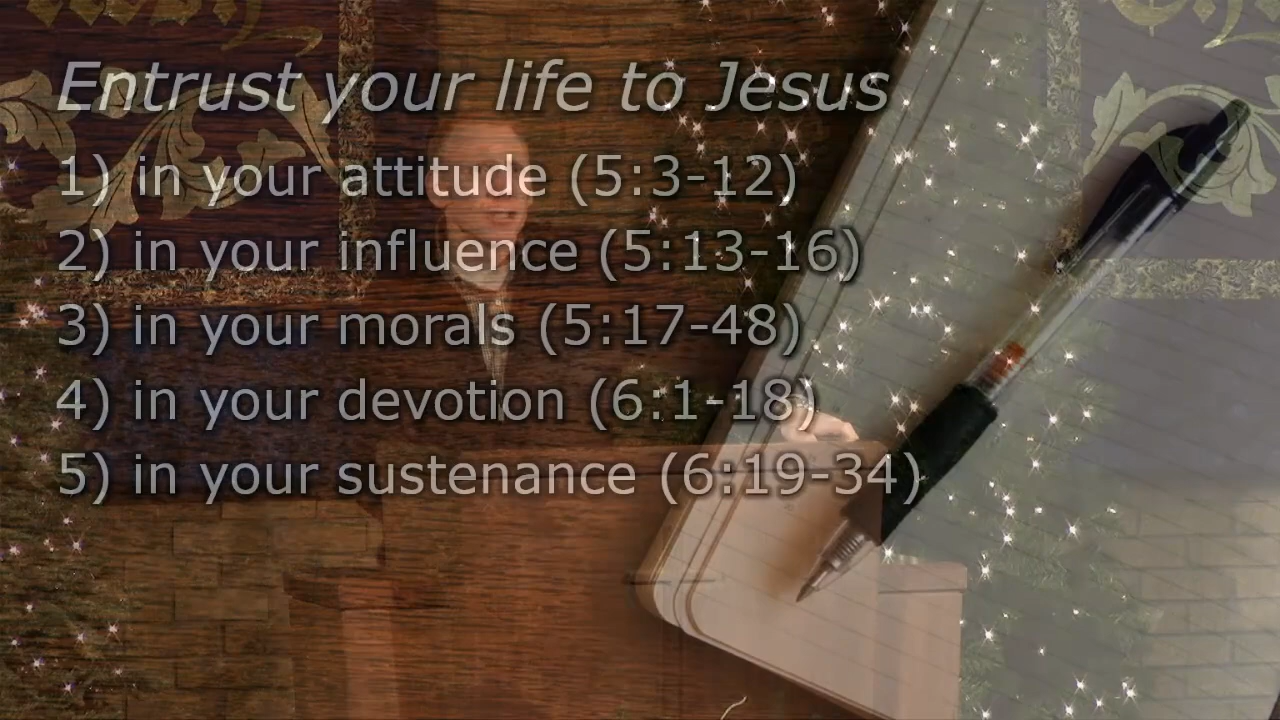 Entrust your life to Jesus
1) in your attitude (5:3-12)
2) in your influence (5:13-16)
3) in your morals (5:17-48)
4) in your devotion (6:1-18)
5) in your sustenance (6:19-34)